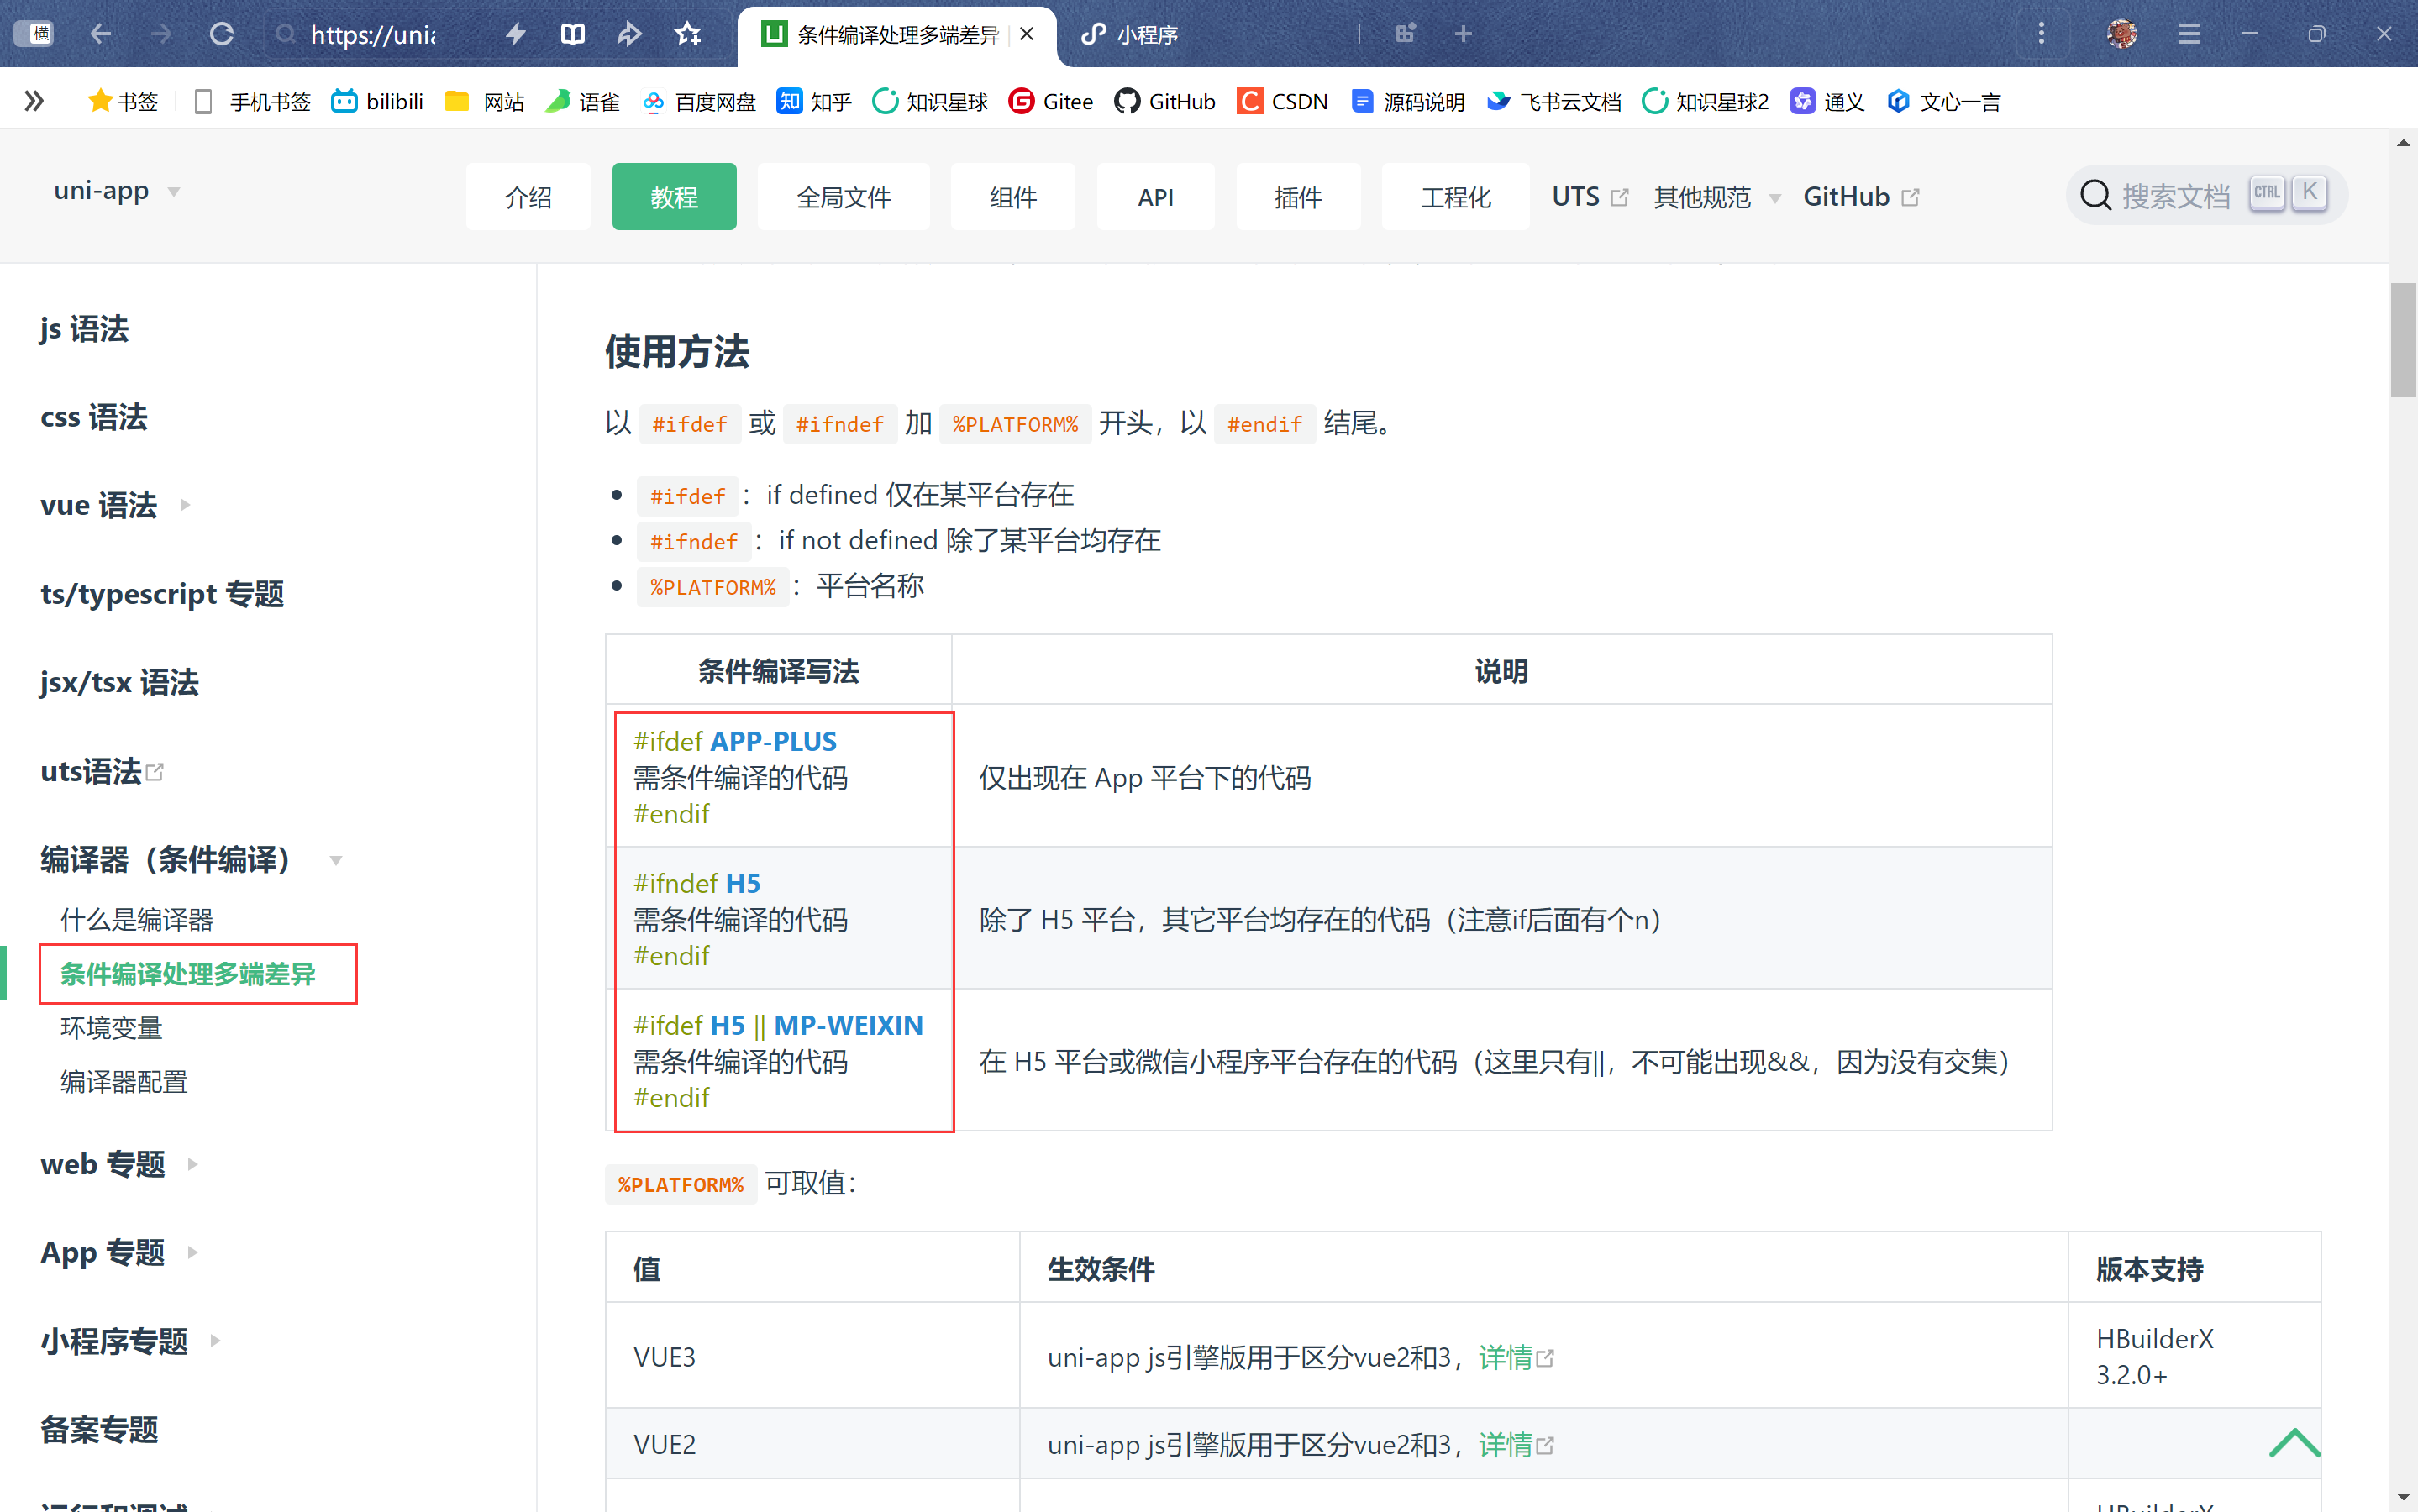 横
https://unia
条件编译处理多端差异
小程序
书签
手机书签
bilibili
网站
语雀
百度网盘
知 知乎
知识星球
Gitee
GitHub
C CSDN
源码说明
飞书云文档
知识星球2
通义
文心一言
uni-app
介绍
教程
全局文件
组件
API
插件
工程化
UTS
其他规范
GitHub
搜索文档
CTRL K
js 语法
css 语法
vue 语法
ts/typescript 专题
jsx/tsx 语法
uts语法
编译器（条件编译）
什么是编译器
条件编译处理多端差异
环境变量
编译器配置
web 专题
App 专题
小程序专题
备案专题
运行和调试
使用方法
以 #ifdef 或 #ifndef 加 %PLATFORM% 开头，以 #endif 结尾。
#ifdef：if defined 仅在某平台存在
#ifndef：if not defined 除了某平台均存在
%PLATFORM%：平台名称
条件编译写法 说明
#ifdef APP-PLUS
需条件编译的代码
#endif
仅出现在 App 平台下的代码
#ifndef H5
需条件编译的代码
#endif
除了 H5 平台，其它平台均存在的代码（注意if后面有个n）
#ifdef H5 || MP-WEIXIN
需条件编译的代码
#endif
在 H5 平台或微信小程序平台存在的代码（这里只有||，不可能出现&&，因为没有交集）
%PLATFORM% 可取值：
值 生效条件 版本支持
VUE3 uni-app js引擎版用于区分vue2和3，详情
HBuilderX
3.2.0+
VUE2 uni-app js引擎版用于区分vue2和3，详情
HBuilderX